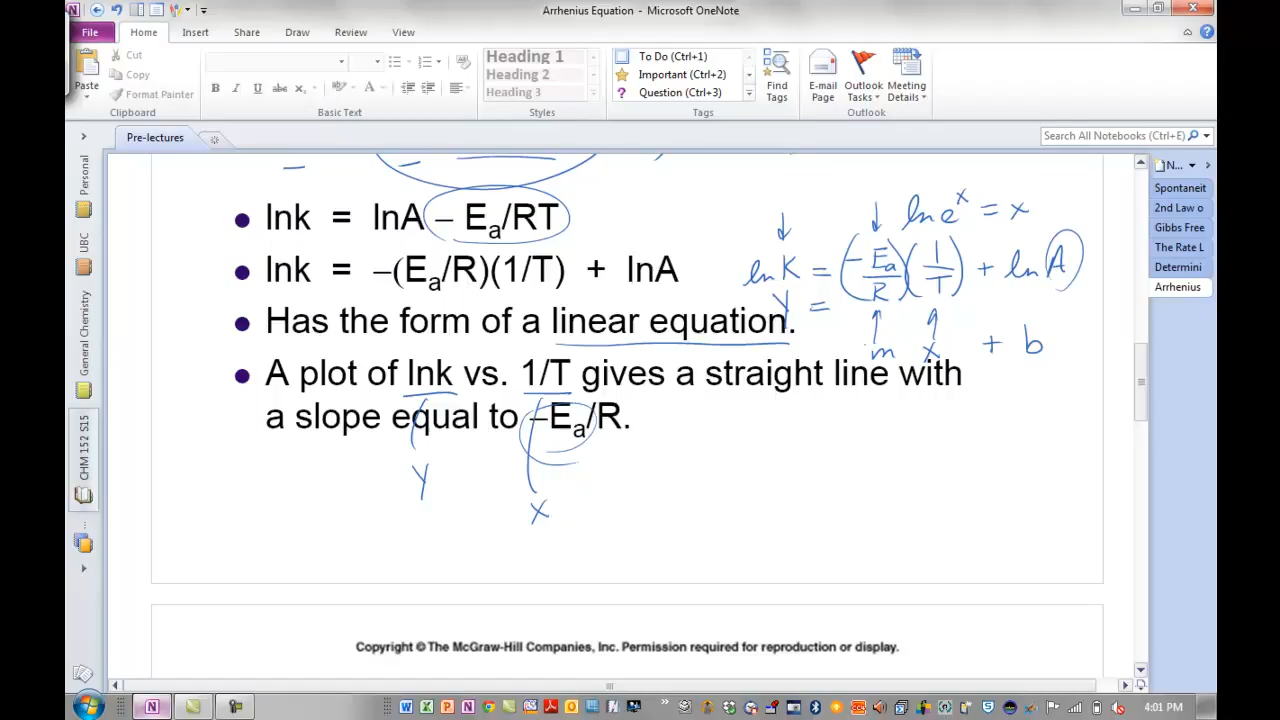 Arrhenius Equation - Microsoft OneNote
File Home Insert Share Draw Review View
Paste
Cut
Copy
Format Painter
Clipboard
B I U abc x₂ A
Basic Text
Heading 1
Heading 2
Heading 3
Styles
To Do (Ctrl+1)
Important (Ctrl+2)
Question (Ctrl+3)
Find Tags
Tags
E-mail Page
Outlook Tasks
Meeting Details
Outlook
Pre-lectures
Search All Notebooks (Ctrl+E)
Personal
UBC
General Chemistry
CHM 152 S15
N...
Spontaneit
2nd Law o
Gibbs Free
The Rate L
Determini
Arrhenius
• lnk = lnA – Eₐ/RT
• lnk = –(Eₐ/R)(1/T) + lnA
• Has the form of a linear equation.
• A plot of lnk vs. 1/T gives a straight line with
a slope equal to –Eₐ/R.
ln eˣ = x
ln K = (-Eₐ/R)(1/T) + ln A
Y =
m x + b
y
x
Copyright © The McGraw-Hill Companies, Inc. Permission required for reproduction or display.
4:01 PM